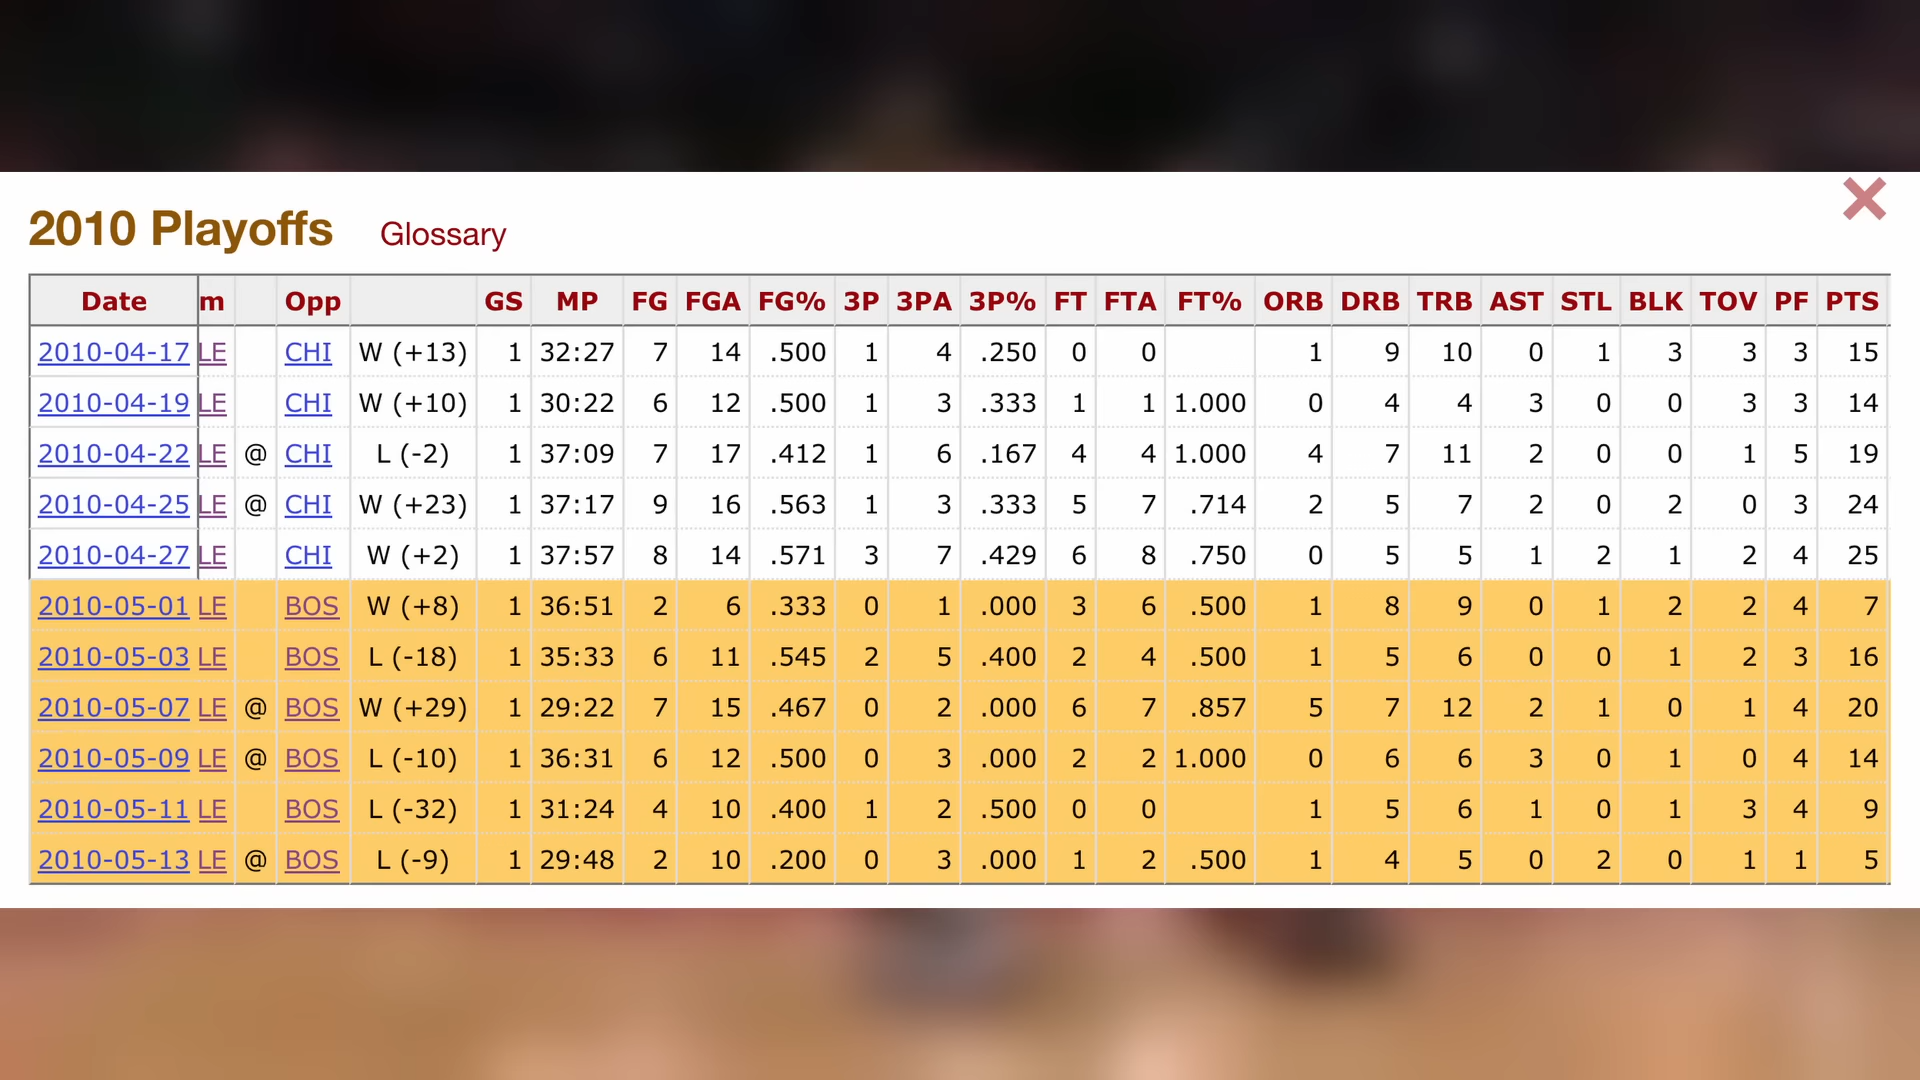 2010 Playoffs Glossary
Date m Opp GS MP FG FGA FG% 3P 3PA 3P% FT FTA FT% ORB DRB TRB AST STL BLK TOV PF PTS
2010-04-17 LE CHI W (+13) 1 32:27 7 14 .500 1 4 .250 0 0 1 9 10 0 1 3 3 3 15
2010-04-19 LE CHI W (+10) 1 30:22 6 12 .500 1 3 .333 1 1 1.000 0 4 4 3 0 0 3 3 14
2010-04-22 LE @ CHI L (-2) 1 37:09 7 17 .412 1 6 .167 4 4 1.000 4 7 11 2 0 0 1 5 19
2010-04-25 LE @ CHI W (+23) 1 37:17 9 16 .563 1 3 .333 5 7 .714 2 5 7 2 0 2 0 3 24
2010-04-27 LE CHI W (+2) 1 37:57 8 14 .571 3 7 .429 6 8 .750 0 5 5 1 2 1 2 4 25
2010-05-01 LE BOS W (+8) 1 36:51 2 6 .333 0 1 .000 3 6 .500 1 8 9 0 1 2 2 4 7
2010-05-03 LE BOS L (-18) 1 35:33 6 11 .545 2 5 .400 2 4 .500 1 5 6 0 0 1 2 3 16
2010-05-07 LE @ BOS W (+29) 1 29:22 7 15 .467 0 2 .000 6 7 .857 5 7 12 2 1 0 1 4 20
2010-05-09 LE @ BOS L (-10) 1 36:31 6 12 .500 0 3 .000 2 2 1.000 0 6 6 3 0 1 0 4 14
2010-05-11 LE BOS L (-32) 1 31:24 4 10 .400 1 2 .500 0 0 1 5 6 1 0 1 3 4 9
2010-05-13 LE @ BOS L (-9) 1 29:48 2 10 .200 0 3 .000 1 2 .500 1 4 5 0 2 0 1 1 5